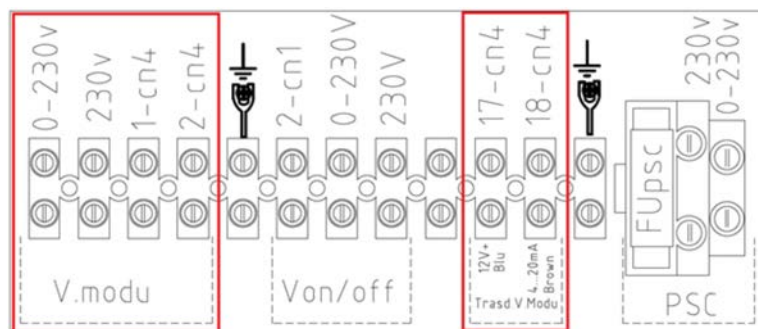 0-230v
230v
1-cn4
2-cn4
2-cn1
0-230V
230V
17-cn4
18-cn4
230v
0-230v
FUpsc
12V+
Blu
4...20mA
Brown
V.modu
Von/off
Trasd.V.Modu
PSC